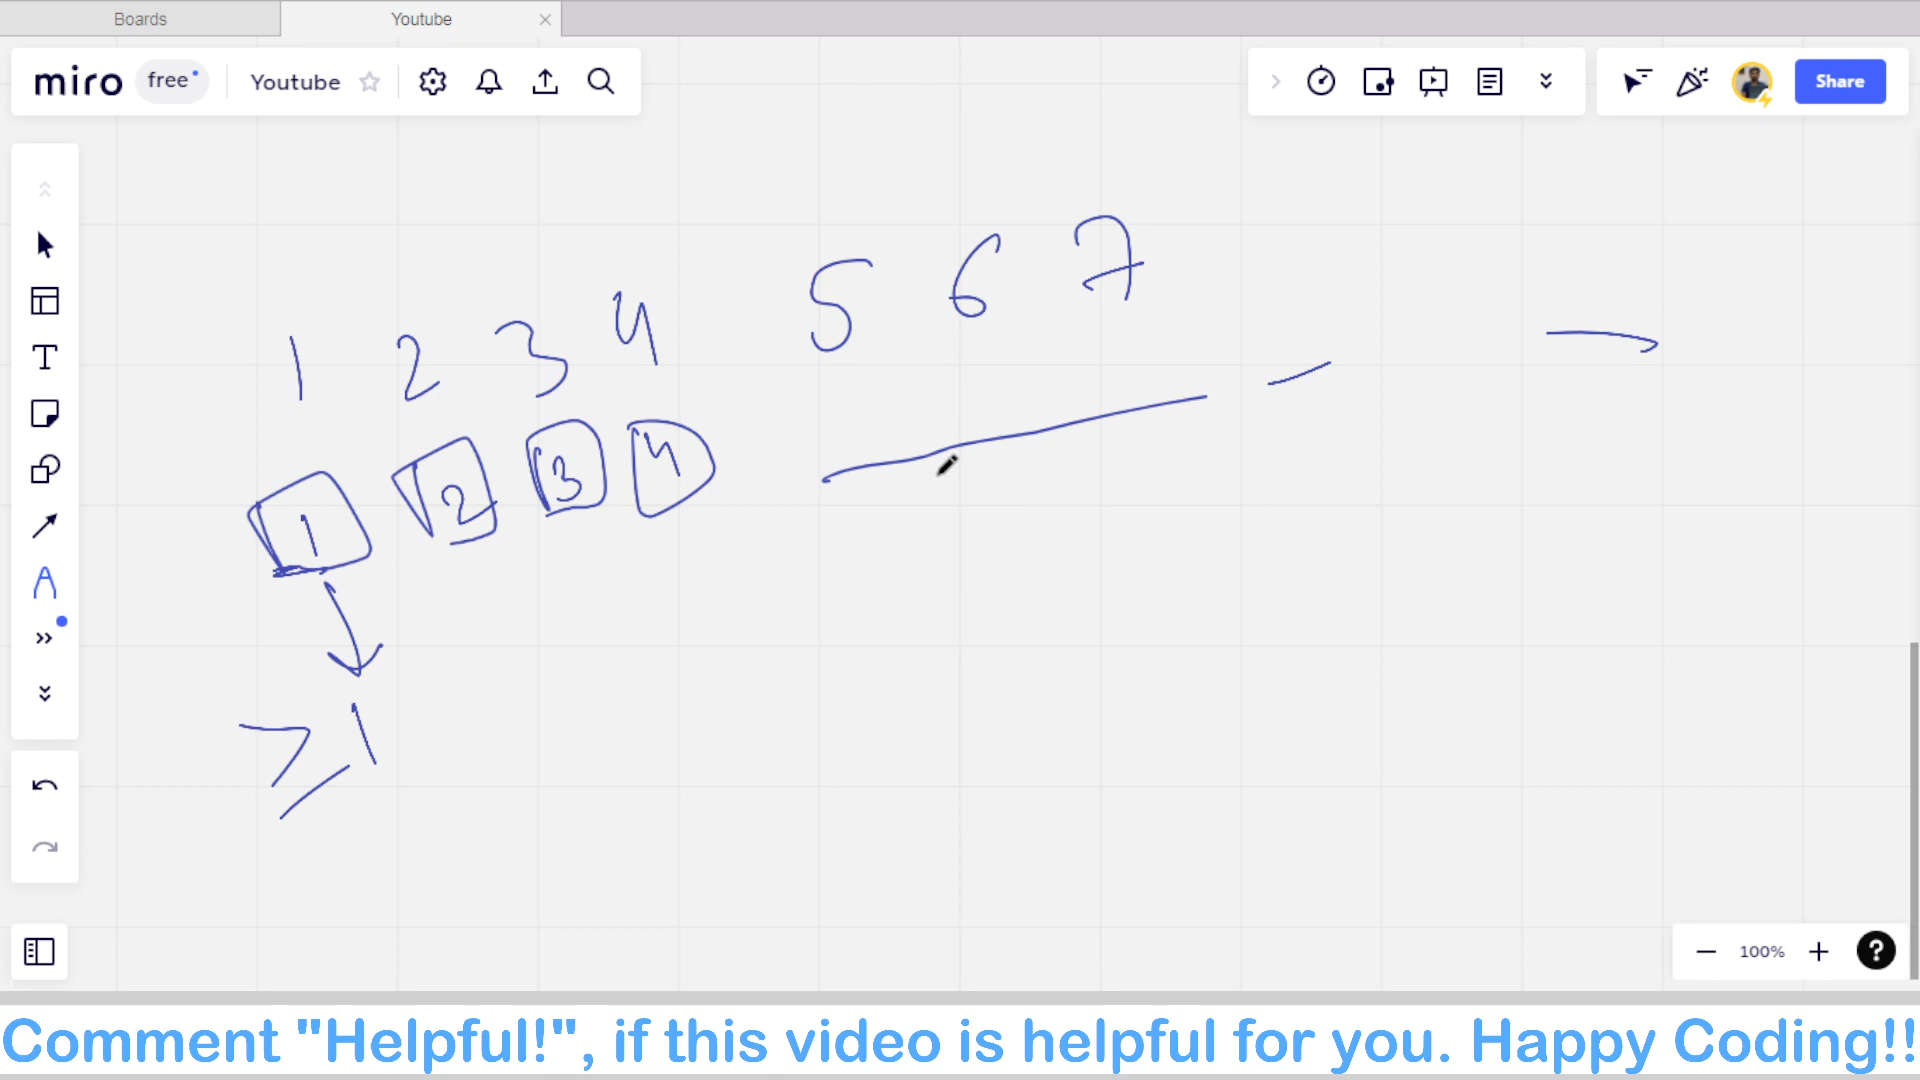 Boards Youtube
miro free Youtube Share
1 2 3 4 5 6 7
1 2 3 4
≥1
100%
Comment "Helpful!", if this video is helpful for you. Happy Coding!!